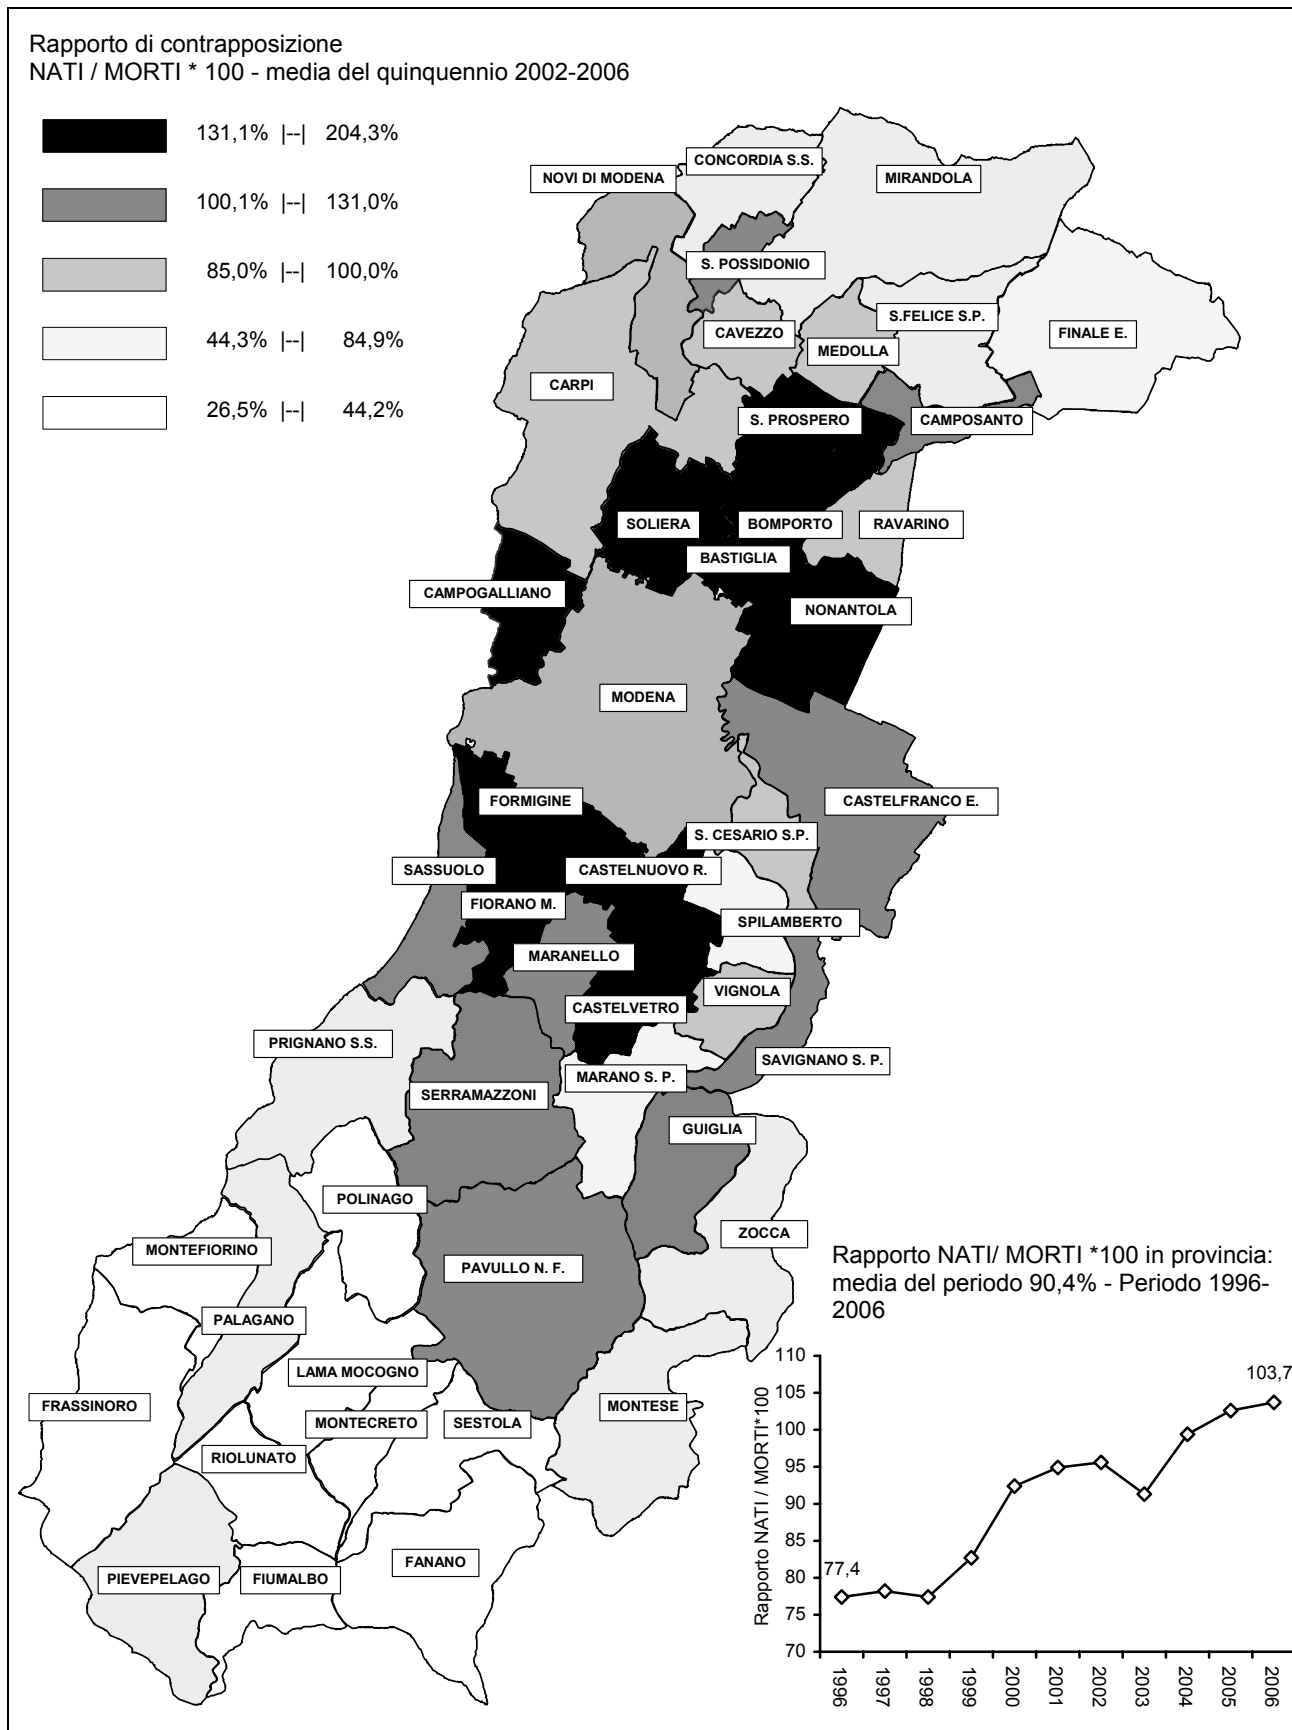 Rapporto di contrapposizione
NATI / MORTI * 100 - media del quinquennio 2002-2006
131,1% |--| 204,3%
100,1% |--| 131,0%
85,0% |--| 100,0%
44,3% |--| 84,9%
26,5% |--| 44,2%
CONCORDIA S.S.
NOVI DI MODENA
MIRANDOLA
S. POSSIDONIO
S.FELICE S.P.
CAVEZZO
FINALE E.
MEDOLLA
CARPI
S. PROSPERO
CAMPOSANTO
SOLIERA
BOMPORTO
RAVARINO
BASTIGLIA
CAMPOGALLIANO
NONANTOLA
MODENA
FORMIGINE
CASTELFRANCO E.
S. CESARIO S.P.
SASSUOLO
CASTELNUOVO R.
FIORANO M.
SPILAMBERTO
MARANELLO
VIGNOLA
CASTELVETRO
PRIGNANO S.S.
SAVIGNANO S. P.
MARANO S. P.
SERRAMAZZONI
GUIGLIA
POLINAGO
ZOCCA
MONTEFIORINO
PAVULLO N. F.
PALAGANO
LAMA MOCOGNO
FRASSINORO
MONTESE
MONTECRETO
SESTOLA
RIOLUNATO
FANANO
PIEVEPELAGO
FIUMALBO
Rapporto NATI/ MORTI *100 in provincia:
media del periodo 90,4% - Periodo 1996-
2006
Rapporto NATI / MORTI*100
110
105
100
95
90
85
80
75
70
77,4
103,7
1996
1997
1998
1999
2000
2001
2002
2003
2004
2005
2006